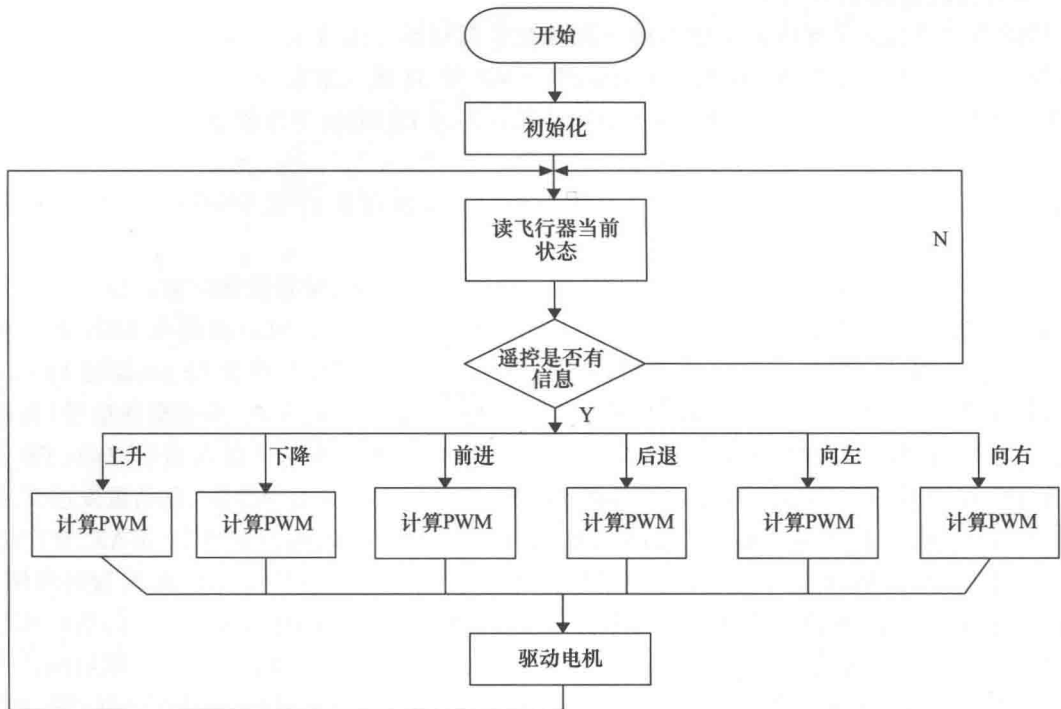 开始
初始化
读飞行器当前
状态
N
遥控是否有
信息
Y
上升
下降
前进
后退
向左
向右
计算PWM
计算PWM
计算PWM
计算PWM
计算PWM
计算PWM
驱动电机